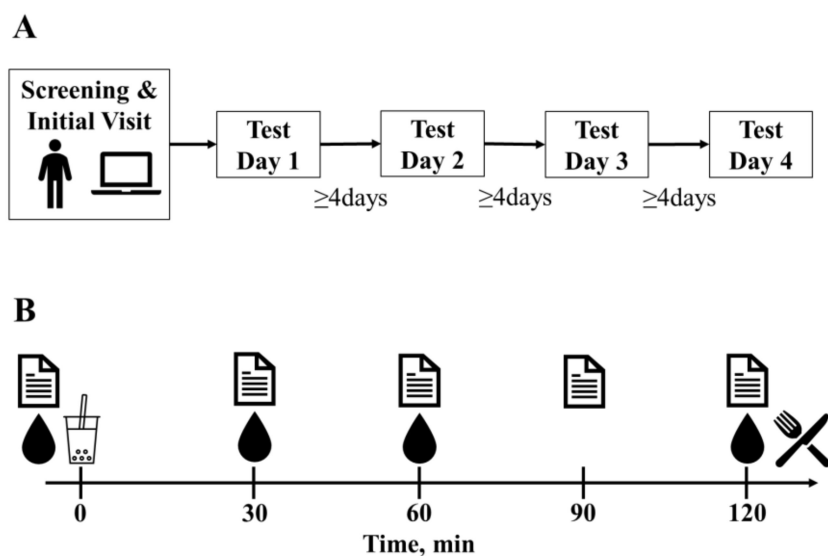 A
Screening &
Initial Visit
Test
Day 1
Test
Day 2
Test
Day 3
Test
Day 4
≥4days
≥4days
≥4days
B
0
30
60
90
120
Time, min